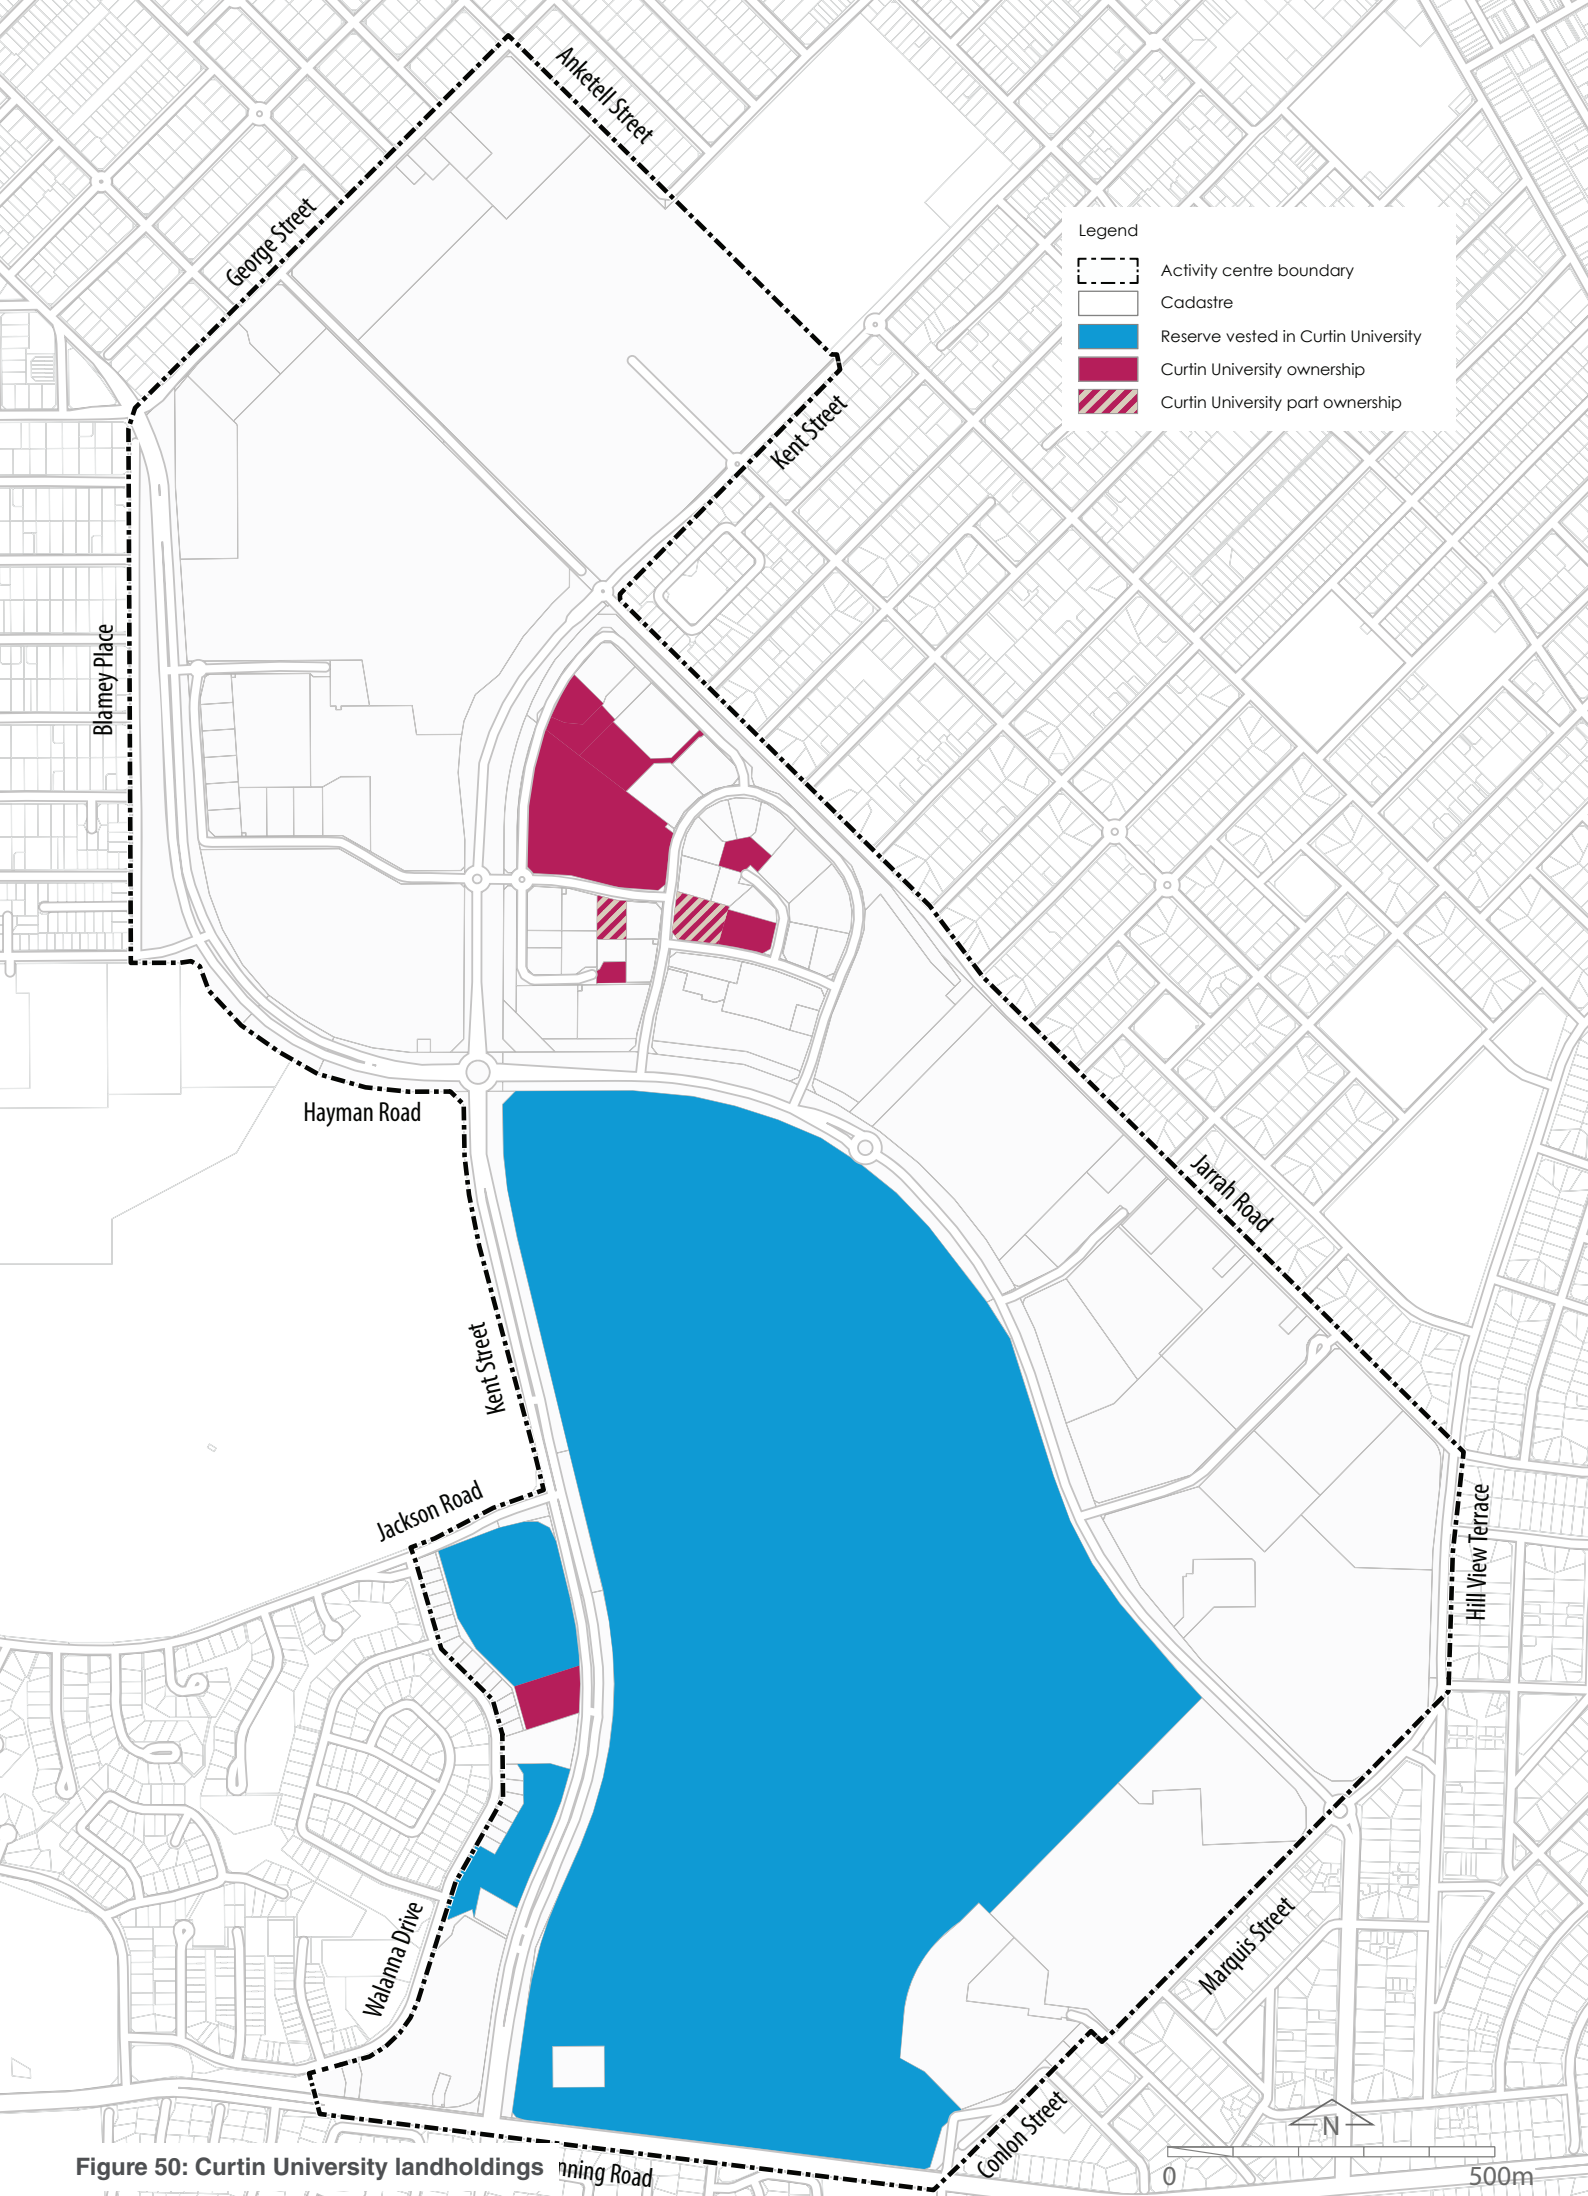 Anketell Street
George Street
Legend
Activity centre boundary
Cadastre
Reserve vested in Curtin University
Curtin University ownership
Curtin University part ownership
Kent Street
Blamey Place
Hayman Road
Jarrah Road
Kent Street
Jackson Road
Hill View Terrace
Walanna Drive
Marquis Street
Conlon Street
N
0 500m
Figure 50: Curtin University landholdings
nning Road